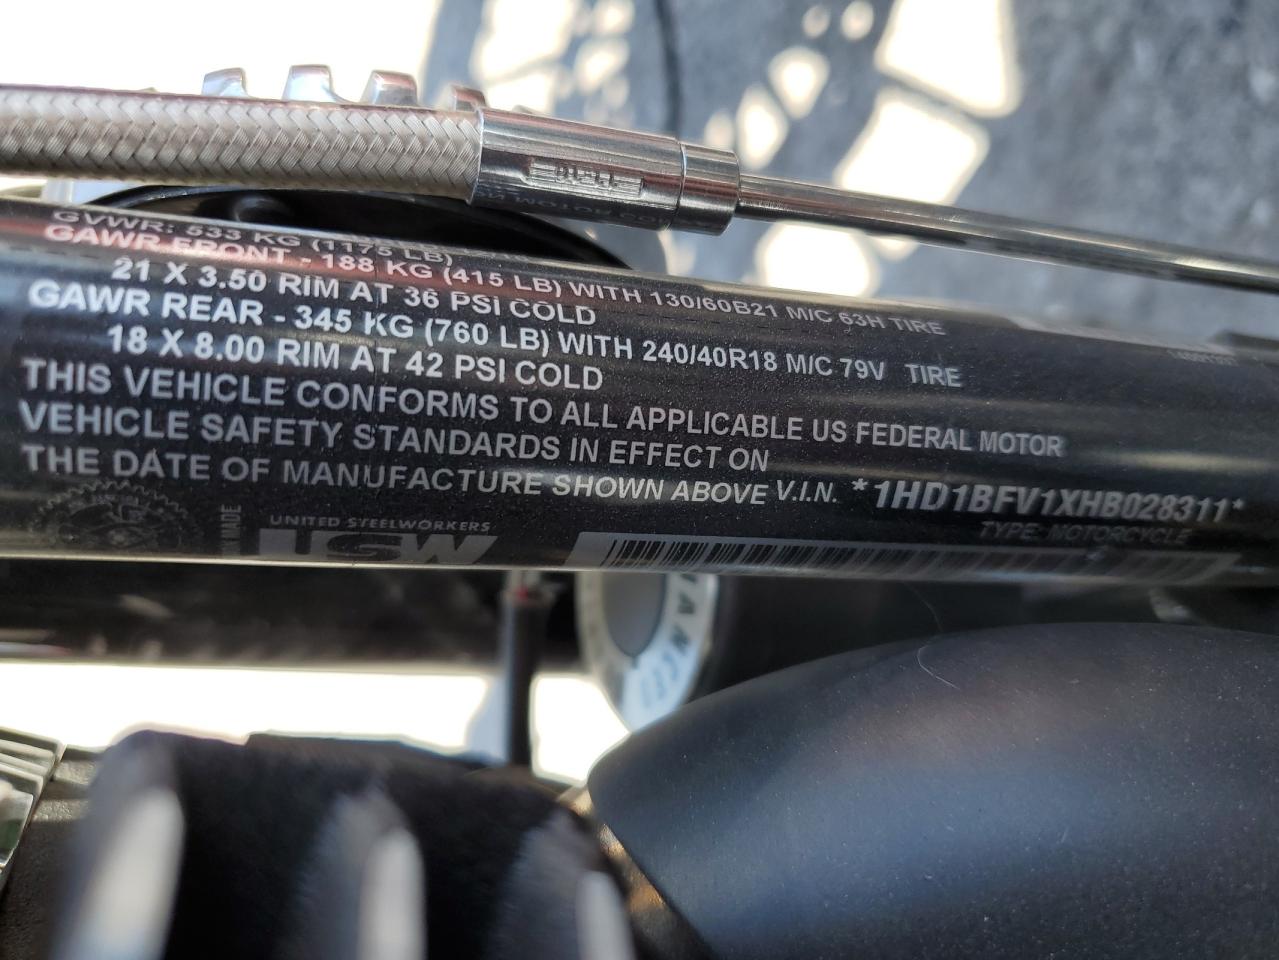 GVWR: 533 KG (1175 LB)
GAWR FRONT - 188 KG (415 LB) WITH 130/60B21 M/C 63H TIRE
21 X 3.50 RIM AT 36 PSI COLD
GAWR REAR - 345 KG (760 LB) WITH 240/40R18 M/C 79V TIRE
18 X 8.00 RIM AT 42 PSI COLD
THIS VEHICLE CONFORMS TO ALL APPLICABLE US FEDERAL MOTOR
VEHICLE SAFETY STANDARDS IN EFFECT ON
THE DATE OF MANUFACTURE SHOWN ABOVE V.I.N. *1HD1BFV1XHB028311*
TYPE: MOTORCYCLE
MADE
UNITED STEELWORKERS
USW